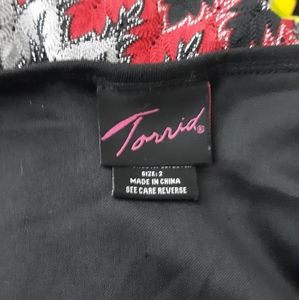 Torrid®
SIZE: 2
MADE IN CHINA
SEE CARE REVERSE